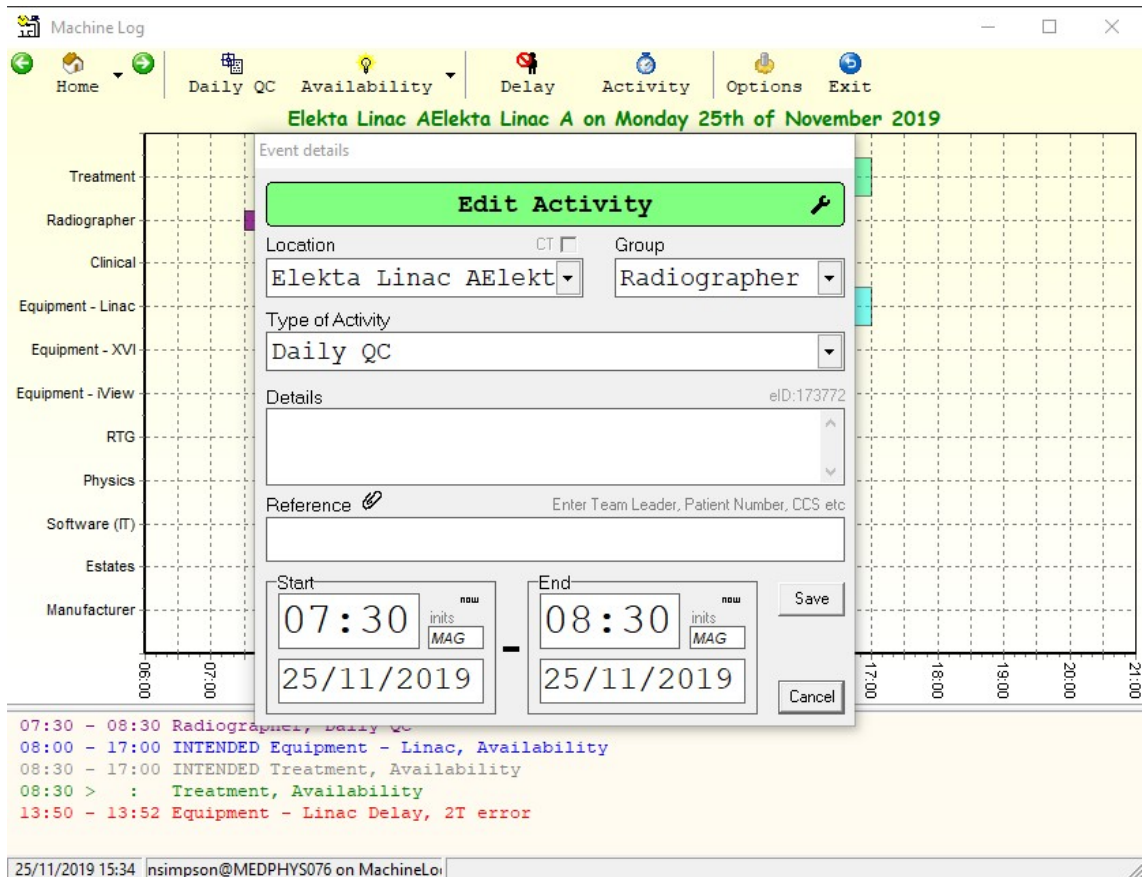 Machine Log
Home Daily QC Availability Delay Activity Options Exit
Elekta Linac AElekta Linac A on Monday 25th of November 2019
Treatment
Radiographer
Clinical
Equipment - Linac
Equipment - XVI
Equipment - iView
RTG
Physics
Software (IT)
Estates
Manufacturer
Event details
Edit Activity
Location CT Group
Elekta Linac AElekt Radiographer
Type of Activity
Daily QC
Details eID:173772
Reference Enter Team Leader, Patient Number, CCS etc
Start End
07:30 now inits MAG - 08:30 now inits MAG Save
25/11/2019 25/11/2019 Cancel
06:00 07:00 17:00 18:00 19:00 20:00 21:00
07:30 - 08:30 Radiographer, Daily QC
08:00 - 17:00 INTENDED Equipment - Linac, Availability
08:30 - 17:00 INTENDED Treatment, Availability
08:30 > : Treatment, Availability
13:50 - 13:52 Equipment - Linac Delay, 2T error
25/11/2019 15:34 nsimpson@MEDPHYS076 on MachineLo